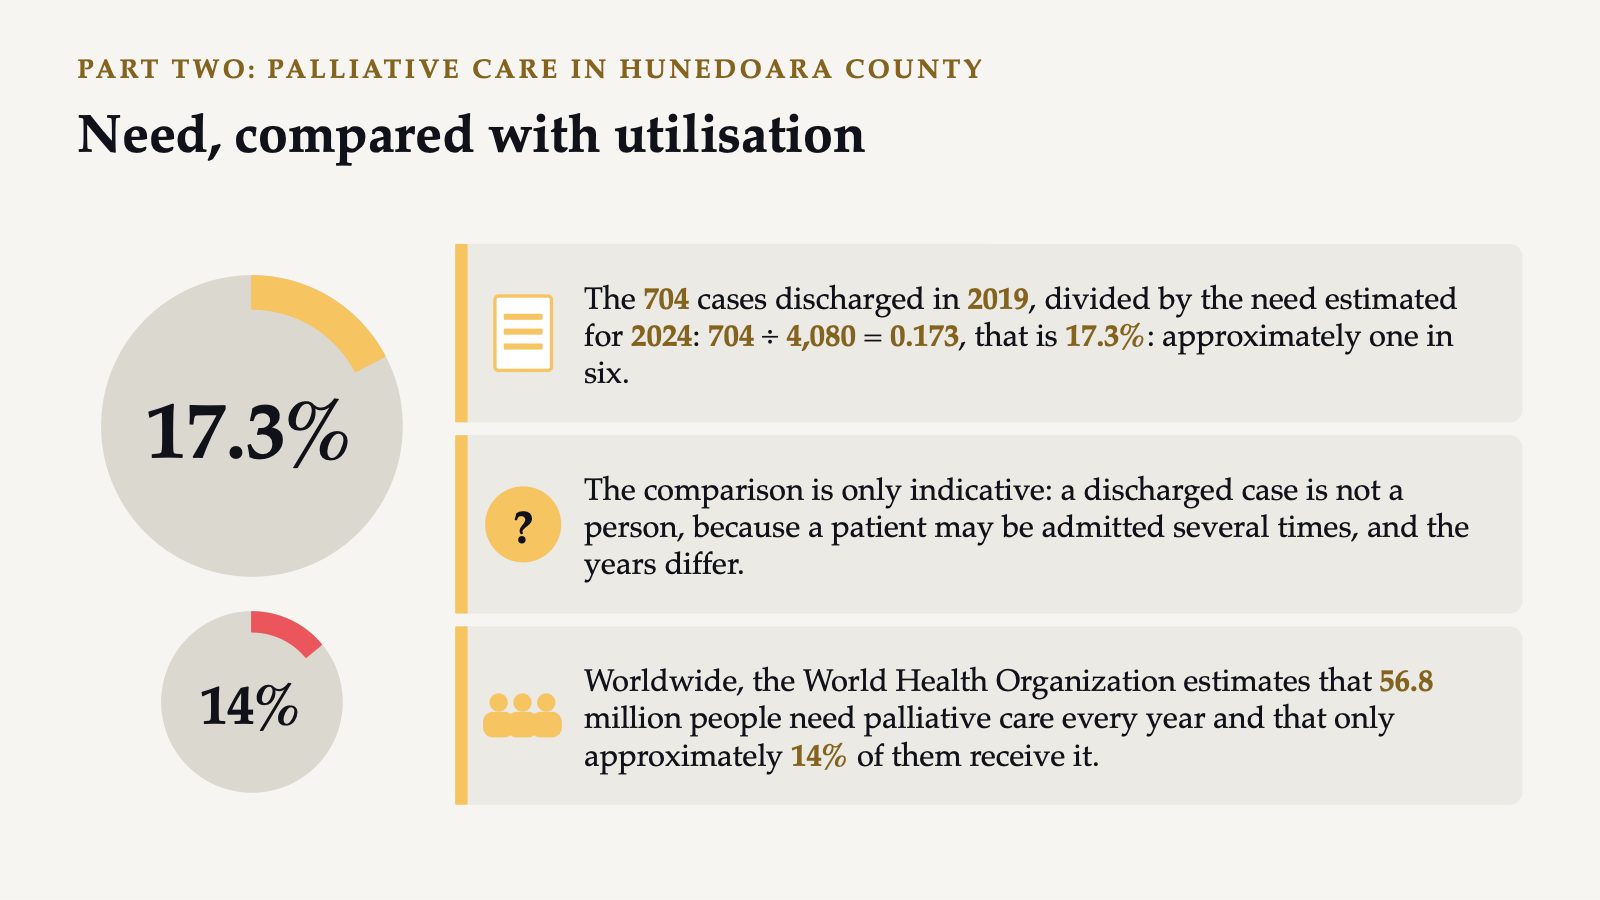 PART TWO: PALLIATIVE CARE IN HUNEDOARA COUNTY
Need, compared with utilisation
17.3%
14%
The 704 cases discharged in 2019, divided by the need estimated
for 2024: 704 ÷ 4,080 = 0.173, that is 17.3%: approximately one in
six.
?
The comparison is only indicative: a discharged case is not a
person, because a patient may be admitted several times, and the
years differ.
Worldwide, the World Health Organization estimates that 56.8
million people need palliative care every year and that only
approximately 14% of them receive it.